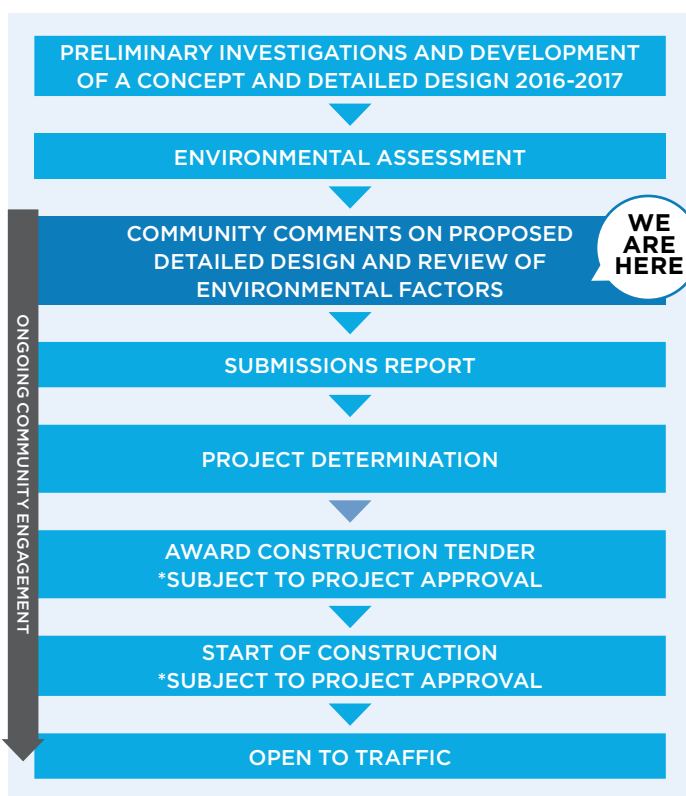 PRELIMINARY INVESTIGATIONS AND DEVELOPMENT
OF A CONCEPT AND DETAILED DESIGN 2016-2017
ENVIRONMENTAL ASSESSMENT
COMMUNITY COMMENTS ON PROPOSED
DETAILED DESIGN AND REVIEW OF
ENVIRONMENTAL FACTORS
WE
ARE
HERE
SUBMISSIONS REPORT
PROJECT DETERMINATION
AWARD CONSTRUCTION TENDER
*SUBJECT TO PROJECT APPROVAL
START OF CONSTRUCTION
*SUBJECT TO PROJECT APPROVAL
OPEN TO TRAFFIC
ONGOING COMMUNITY ENGAGEMENT